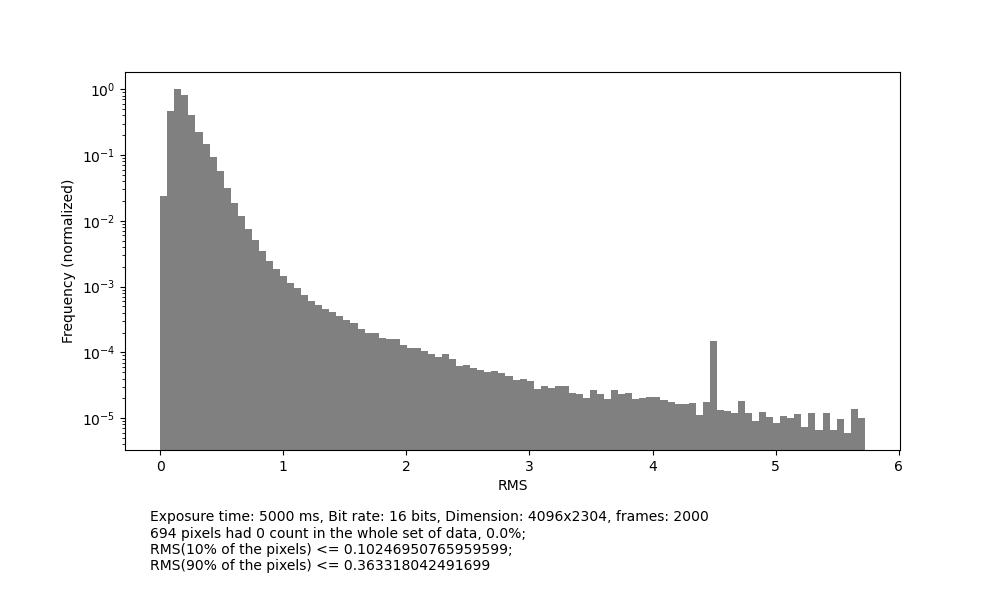 10⁰
10⁻¹
10⁻²
10⁻³
10⁻⁴
10⁻⁵
Frequency (normalized)
0 1 2 3 4 5 6
RMS
Exposure time: 5000 ms, Bit rate: 16 bits, Dimension: 4096x2304, frames: 2000
694 pixels had 0 count in the whole set of data, 0.0%;
RMS(10% of the pixels) <= 0.10246950765959599;
RMS(90% of the pixels) <= 0.363318042491699